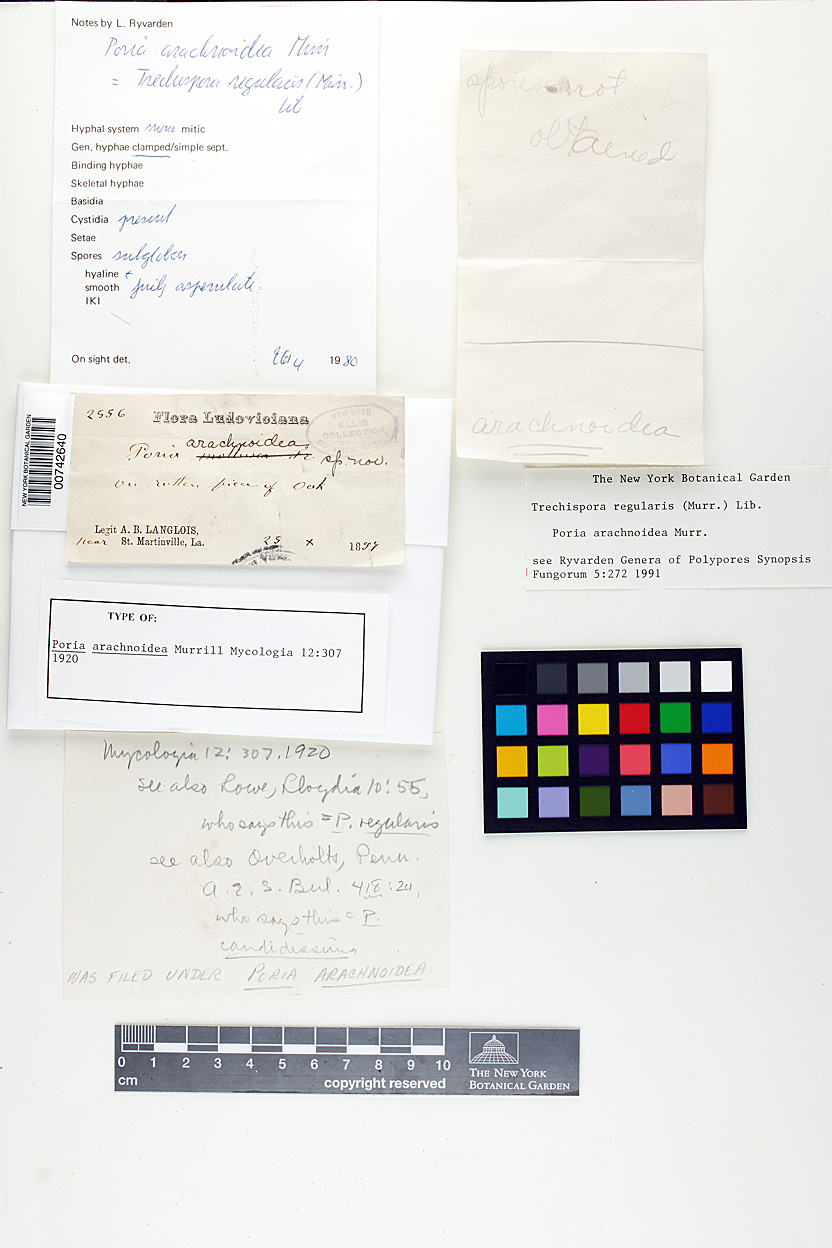 Notes by L. Ryvarden
Poria arachnoidea Murr
= Trechispora regularis (Murr.)
Lib
Hyphal system mono mitic
Gen. hyphae clamped/simple sept.
Binding hyphae
Skeletal hyphae
Basidia
Cystidia present
Setae
Spores subglobos
hyaline +
smooth finely asperulate.
IKI
On sight det. 26/4 1980
spores not
obtained
arachnoidea
NEW YORK BOTANICAL GARDEN
00742640
2556 Flora Ludoviciana
NEW YORK
ELLIS
COLLECTION
arachnoidea
Poria sp. nov.
on rotten piece of Oak
Legit A. B. LANGLOIS,
near St. Martinville, La. 25 x 1897
The New York Botanical Garden
Trechispora regularis (Murr.) Lib.
Poria arachnoidea Murr.
see Ryvarden Genera of Polypores Synopsis
Fungorum 5:272 1991
TYPE OF:
Poria arachnoidea Murrill Mycologia 12:307
1920
Mycologia 12: 307. 1920
see also Lowe, Lloydia 10: 55,
who says this = P. regularis
see also Overholts, Penn.
A. E. S. Bul. 418: 24,
who says this = P.
candidissima
WAS FILED UNDER PORIA ARACHNOIDEA
0 1 2 3 4 5 6 7 8 9 10
cm
copyright reserved
THE NEW YORK
BOTANICAL GARDEN